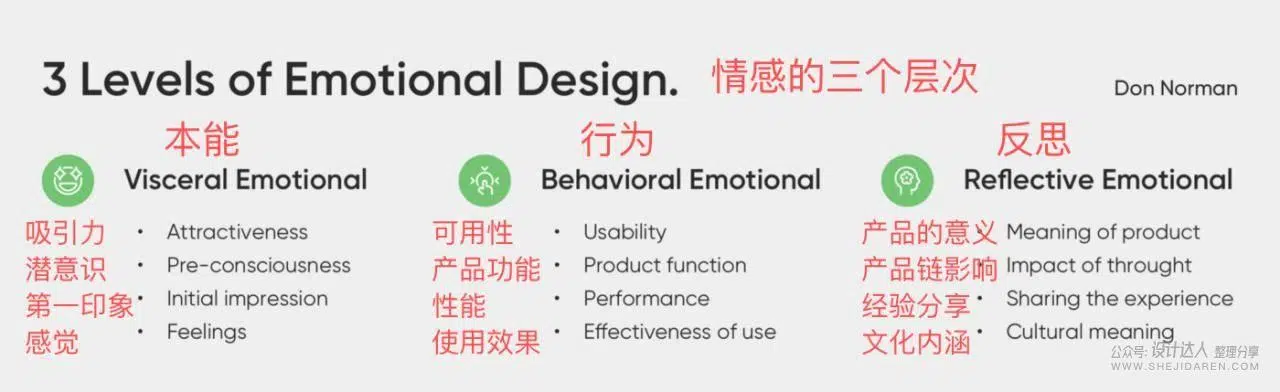 3 Levels of Emotional Design. 情感的三个层次
Don Norman
本能
Visceral Emotional
吸引力 • Attractiveness
潜意识 • Pre-consciousness
第一印象 • Initial impression
感觉 • Feelings
行为
Behavioral Emotional
可用性 • Usability
产品功能 • Product function
性能 • Performance
使用效果 • Effectiveness of use
反思
Reflective Emotional
产品的意义 • Meaning of product
产品链影响 • Impact of throught
经验分享 • Sharing the experience
文化内涵 • Cultural meaning
公众号: 设计达人 整理分享
WWW.SHEJIDAREN.COM